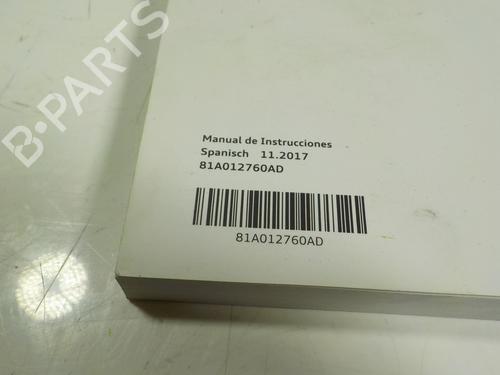 B-PARTS
Manual de Instrucciones
Spanisch 11.2017
81A012760AD
81A012760AD